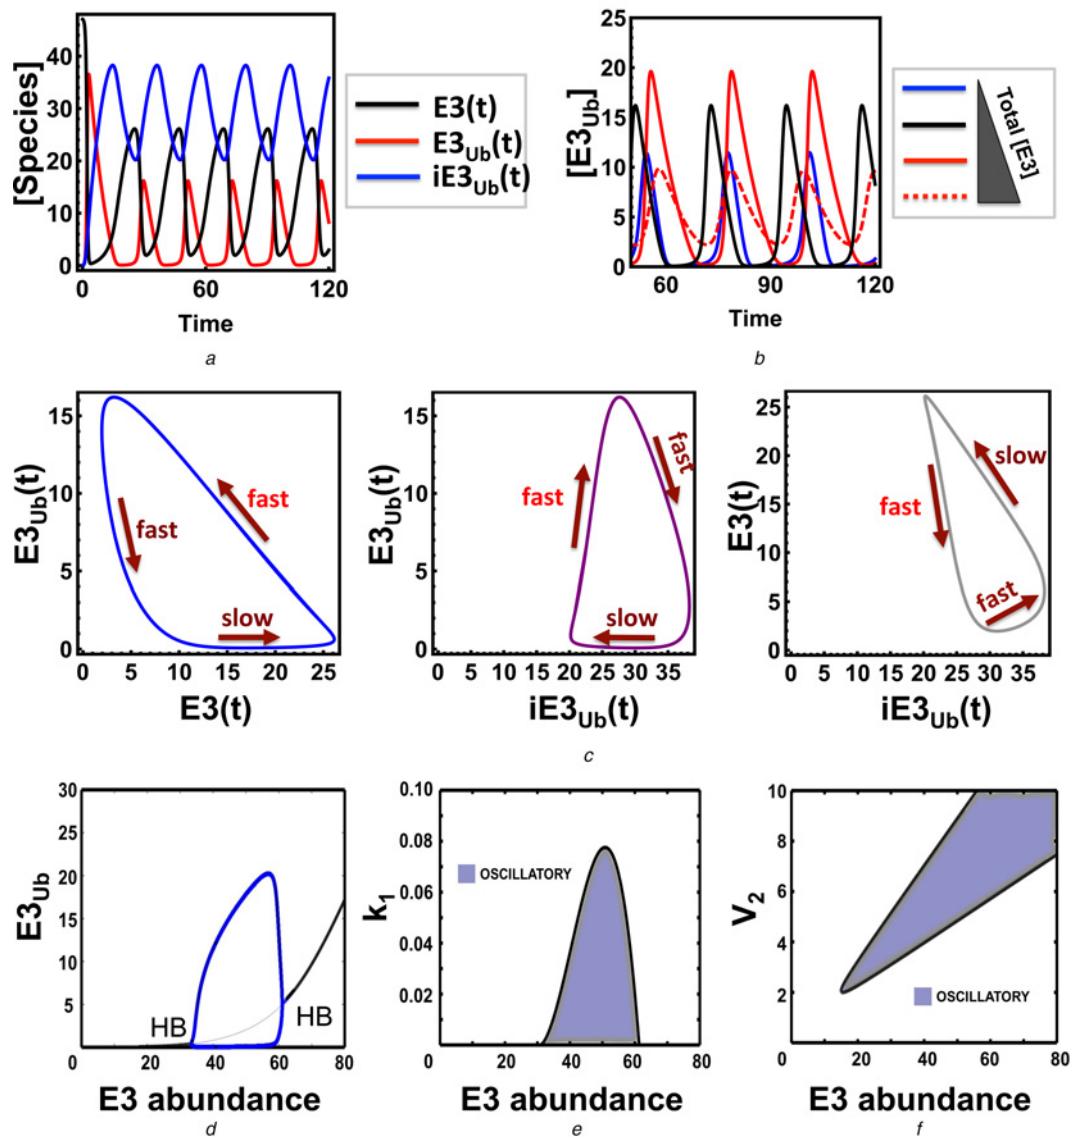 [Species]
40
30
20
10
0
0
60
120
Time
E3(t)
E3Ub(t)
iE3Ub(t)
a
[E3Ub]
25
20
15
10
5
0
60
90
120
Time
Total [E3]
b
E3Ub(t)
15
10
5
0
fast
fast
slow
0 5 10 15 20 25
E3(t)
E3Ub(t)
15
10
5
0
fast
fast
slow
0 5 10 15 20 25 30 35
iE3Ub(t)
E3(t)
25
20
15
10
5
0
slow
fast
fast
0 5 10 15 20 25 30 35
iE3Ub(t)
c
E3Ub
30
25
20
15
10
5
HB
HB
0 20 40 60 80
E3 abundance
d
k1
0.10
0.08
0.06
0.04
0.02
OSCILLATORY
0 20 40 60 80
E3 abundance
e
V2
10
8
6
4
2
OSCILLATORY
0 20 40 60 80
E3 abundance
f